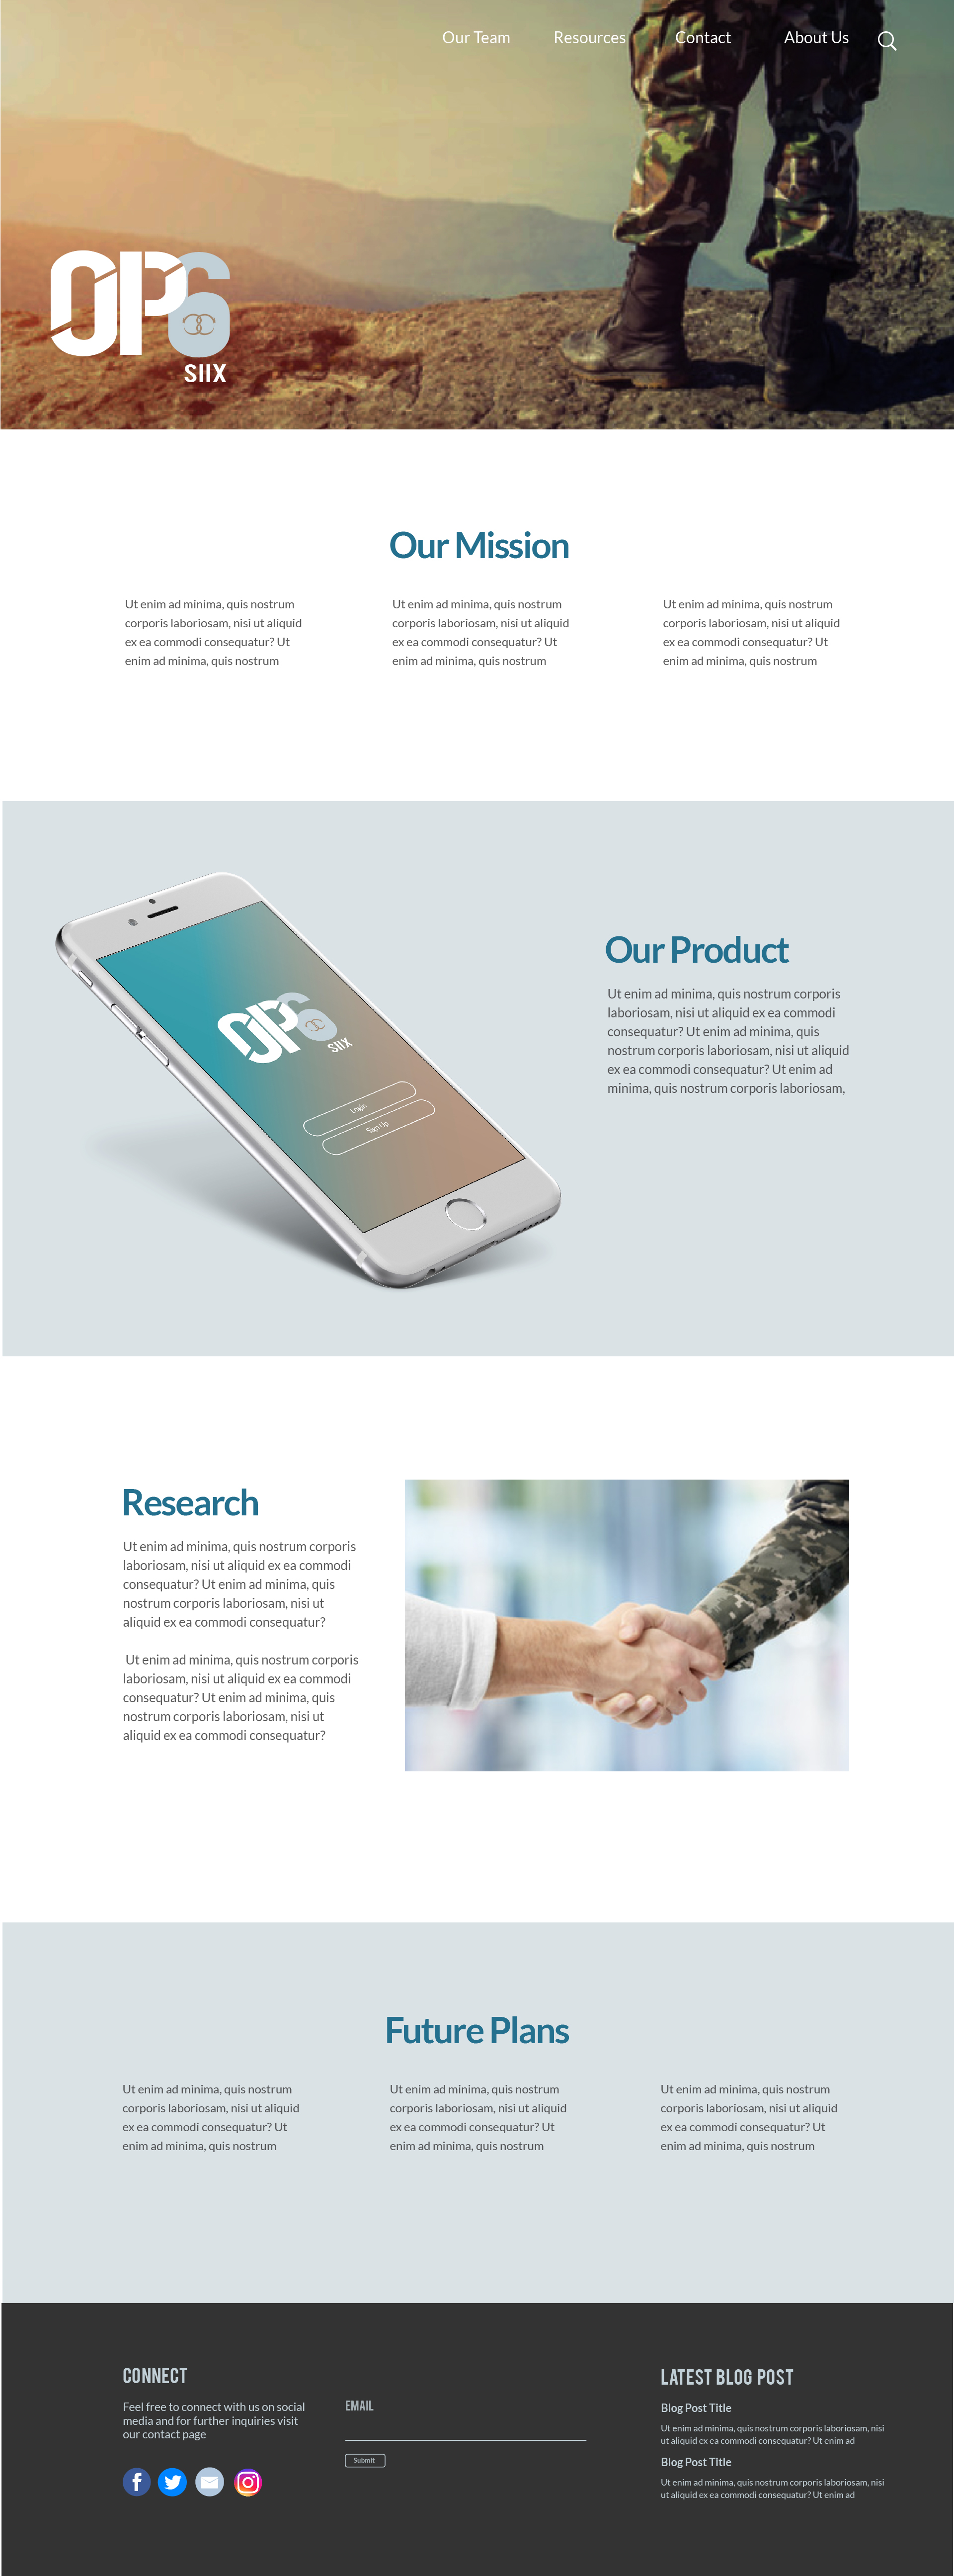 Our Team Resources Contact About Us
OP6
SIIX
Our Mission
Ut enim ad minima, quis nostrum
corporis laboriosam, nisi ut aliquid
ex ea commodi consequatur? Ut
enim ad minima, quis nostrum
Ut enim ad minima, quis nostrum
corporis laboriosam, nisi ut aliquid
ex ea commodi consequatur? Ut
enim ad minima, quis nostrum
Ut enim ad minima, quis nostrum
corporis laboriosam, nisi ut aliquid
ex ea commodi consequatur? Ut
enim ad minima, quis nostrum
OP6
SIIX
Login
Sign Up
Our Product
Ut enim ad minima, quis nostrum corporis
laboriosam, nisi ut aliquid ex ea commodi
consequatur? Ut enim ad minima, quis
nostrum corporis laboriosam, nisi ut aliquid
ex ea commodi consequatur? Ut enim ad
minima, quis nostrum corporis laboriosam,
Research
Ut enim ad minima, quis nostrum corporis
laboriosam, nisi ut aliquid ex ea commodi
consequatur? Ut enim ad minima, quis
nostrum corporis laboriosam, nisi ut
aliquid ex ea commodi consequatur?
Ut enim ad minima, quis nostrum corporis
laboriosam, nisi ut aliquid ex ea commodi
consequatur? Ut enim ad minima, quis
nostrum corporis laboriosam, nisi ut
aliquid ex ea commodi consequatur?
Future Plans
Ut enim ad minima, quis nostrum
corporis laboriosam, nisi ut aliquid
ex ea commodi consequatur? Ut
enim ad minima, quis nostrum
Ut enim ad minima, quis nostrum
corporis laboriosam, nisi ut aliquid
ex ea commodi consequatur? Ut
enim ad minima, quis nostrum
Ut enim ad minima, quis nostrum
corporis laboriosam, nisi ut aliquid
ex ea commodi consequatur? Ut
enim ad minima, quis nostrum
CONNECT
Feel free to connect with us on social
media and for further inquiries visit
our contact page
EMAIL
Submit
LATEST BLOG POST
Blog Post Title
Ut enim ad minima, quis nostrum corporis laboriosam, nisi
ut aliquid ex ea commodi consequatur? Ut enim ad
Blog Post Title
Ut enim ad minima, quis nostrum corporis laboriosam, nisi
ut aliquid ex ea commodi consequatur? Ut enim ad